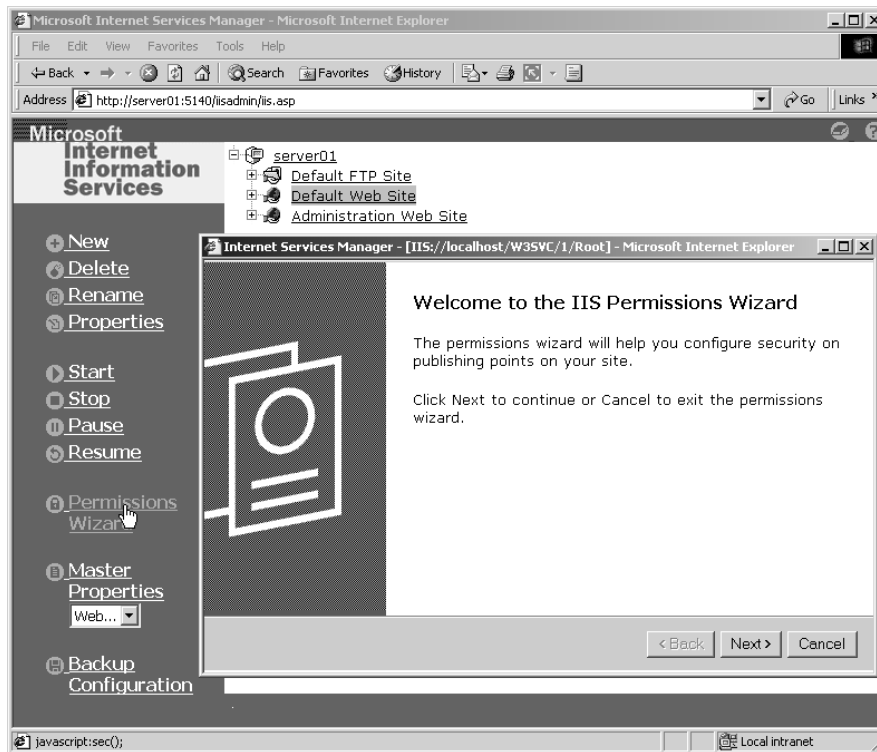 Microsoft Internet Services Manager - Microsoft Internet Explorer
File Edit View Favorites Tools Help
Back Search Favorites History
Address http://server01:5140/iisadmin/iis.asp Go Links
Microsoft
Internet
Information
Services
server01
Default FTP Site
Default Web Site
Administration Web Site
New
Delete
Rename
Properties
Start
Stop
Pause
Resume
Permissions
Wizard
Master
Properties
Web...
Backup
Configuration
Internet Services Manager - [IIS://localhost/W3SVC/1/Root] - Microsoft Internet Explorer
Welcome to the IIS Permissions Wizard
The permissions wizard will help you configure security on
publishing points on your site.
Click Next to continue or Cancel to exit the permissions
wizard.
< Back Next > Cancel
javascript:sec(); Local intranet